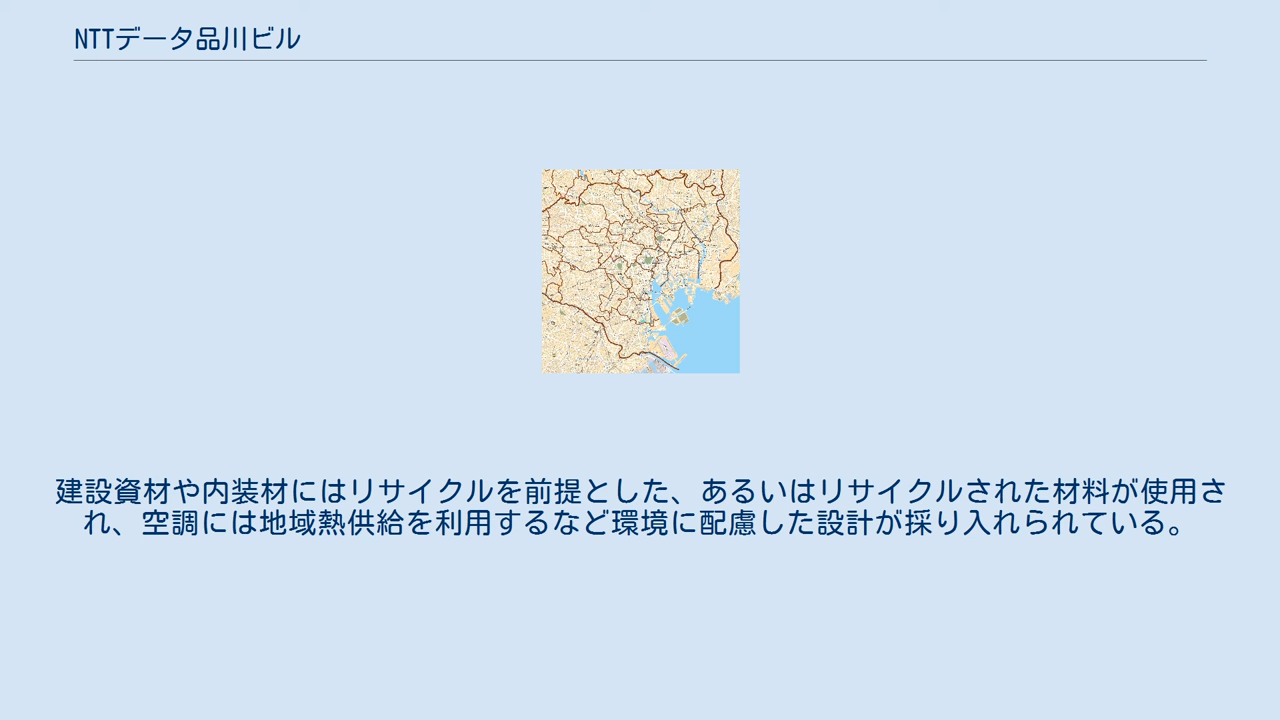 NTTデータ品川ビル
建設資材や内装材にはリサイクルを前提とした、あるいはリサイクルされた材料が使用さ
れ、空調には地域熱供給を利用するなど環境に配慮した設計が採り入れられている。